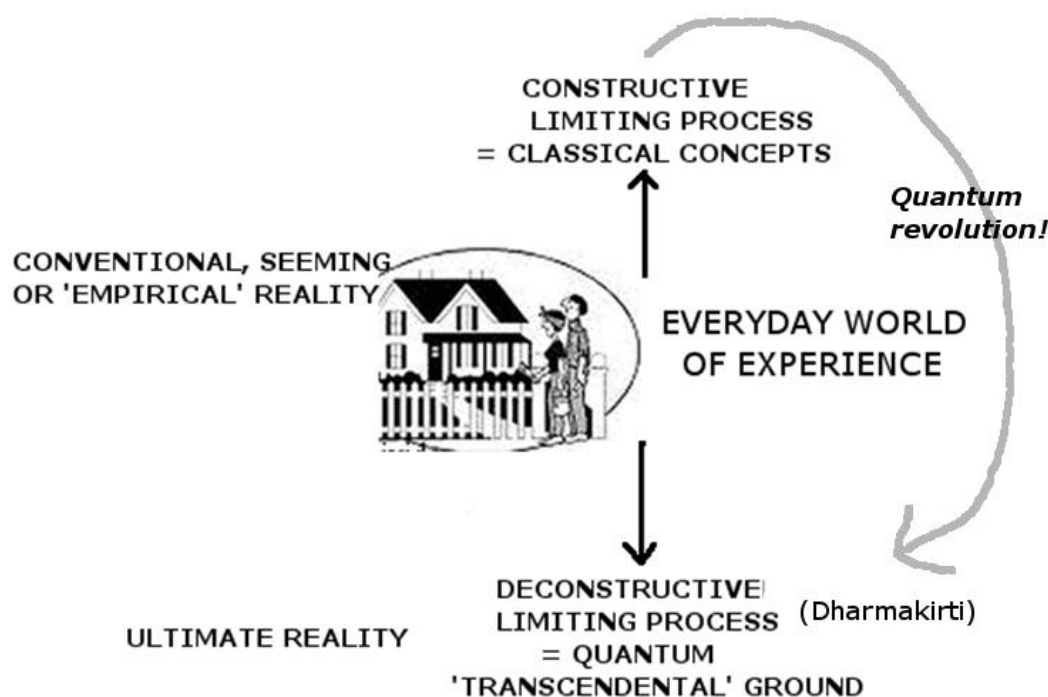 CONSTRUCTIVE
LIMITING PROCESS
= CLASSICAL CONCEPTS
Quantum
revolution!
CONVENTIONAL, SEEMING
OR 'EMPIRICAL' REALITY
EVERYDAY WORLD
OF EXPERIENCE
DECONSTRUCTIVE
LIMITING PROCESS
= QUANTUM
'TRANSCENDENTAL' GROUND
(Dharmakirti)
ULTIMATE REALITY